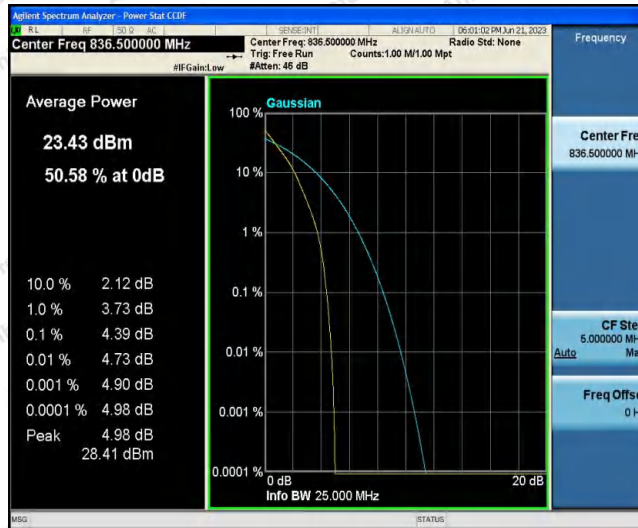 Agilent Spectrum Analyzer - Power Stat CCDF
RL RF 50 Ω AC SENSE:INT ALIGN AUTO 06:01:02 PM Jun 21, 2023
Center Freq 836.500000 MHz
Center Freq: 836.500000 MHz Radio Std: None
Trig: Free Run Counts:1.00 M/1.00 Mpt
#IFGain:Low #Atten: 46 dB
Frequency
Average Power
23.43 dBm
50.58 % at 0dB
10.0 % 2.12 dB
1.0 % 3.73 dB
0.1 % 4.39 dB
0.01 % 4.73 dB
0.001 % 4.90 dB
0.0001 % 4.98 dB
Peak 4.98 dB
28.41 dBm
Gaussian
100 %
10 %
1 %
0.1 %
0.01 %
0.001 %
0.0001 %
0 dB 20 dB
Info BW 25.000 MHz
Center Fre
836.500000 MH
CF Ste
5.000000 MH
Auto Ma
Freq Offse
0 H
MSG STATUS